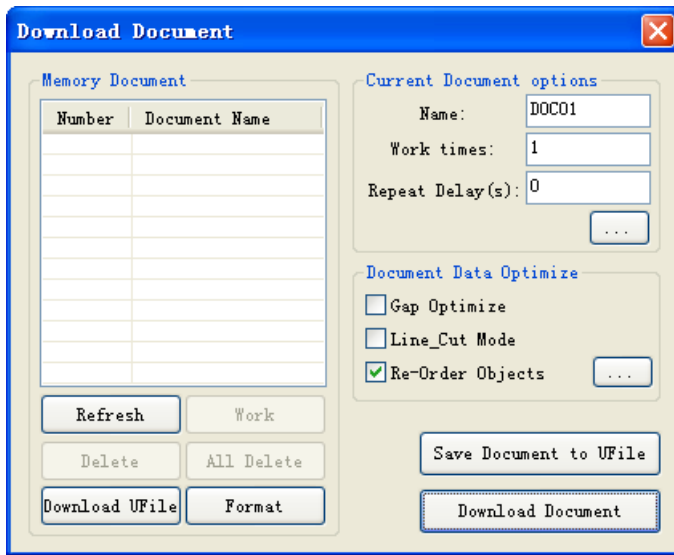 Download Document
Memory Document
Number Document Name
Refresh Work
Delete All Delete
Download UFile Format
Current Document options
Name: DOC01
Work times: 1
Repeat Delay(s): 0
...
Document Data Optimize
Gap Optimize
Line_Cut Mode
Re-Order Objects ...
Save Document to UFile
Download Document